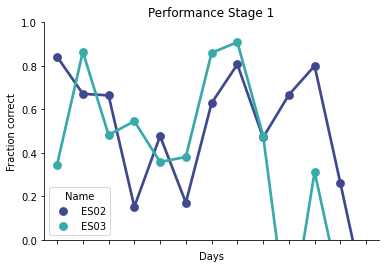 Performance Stage 1
1.0
0.8
0.6
0.4
0.2
0.0
Fraction correct
Name
ES02
ES03
Days